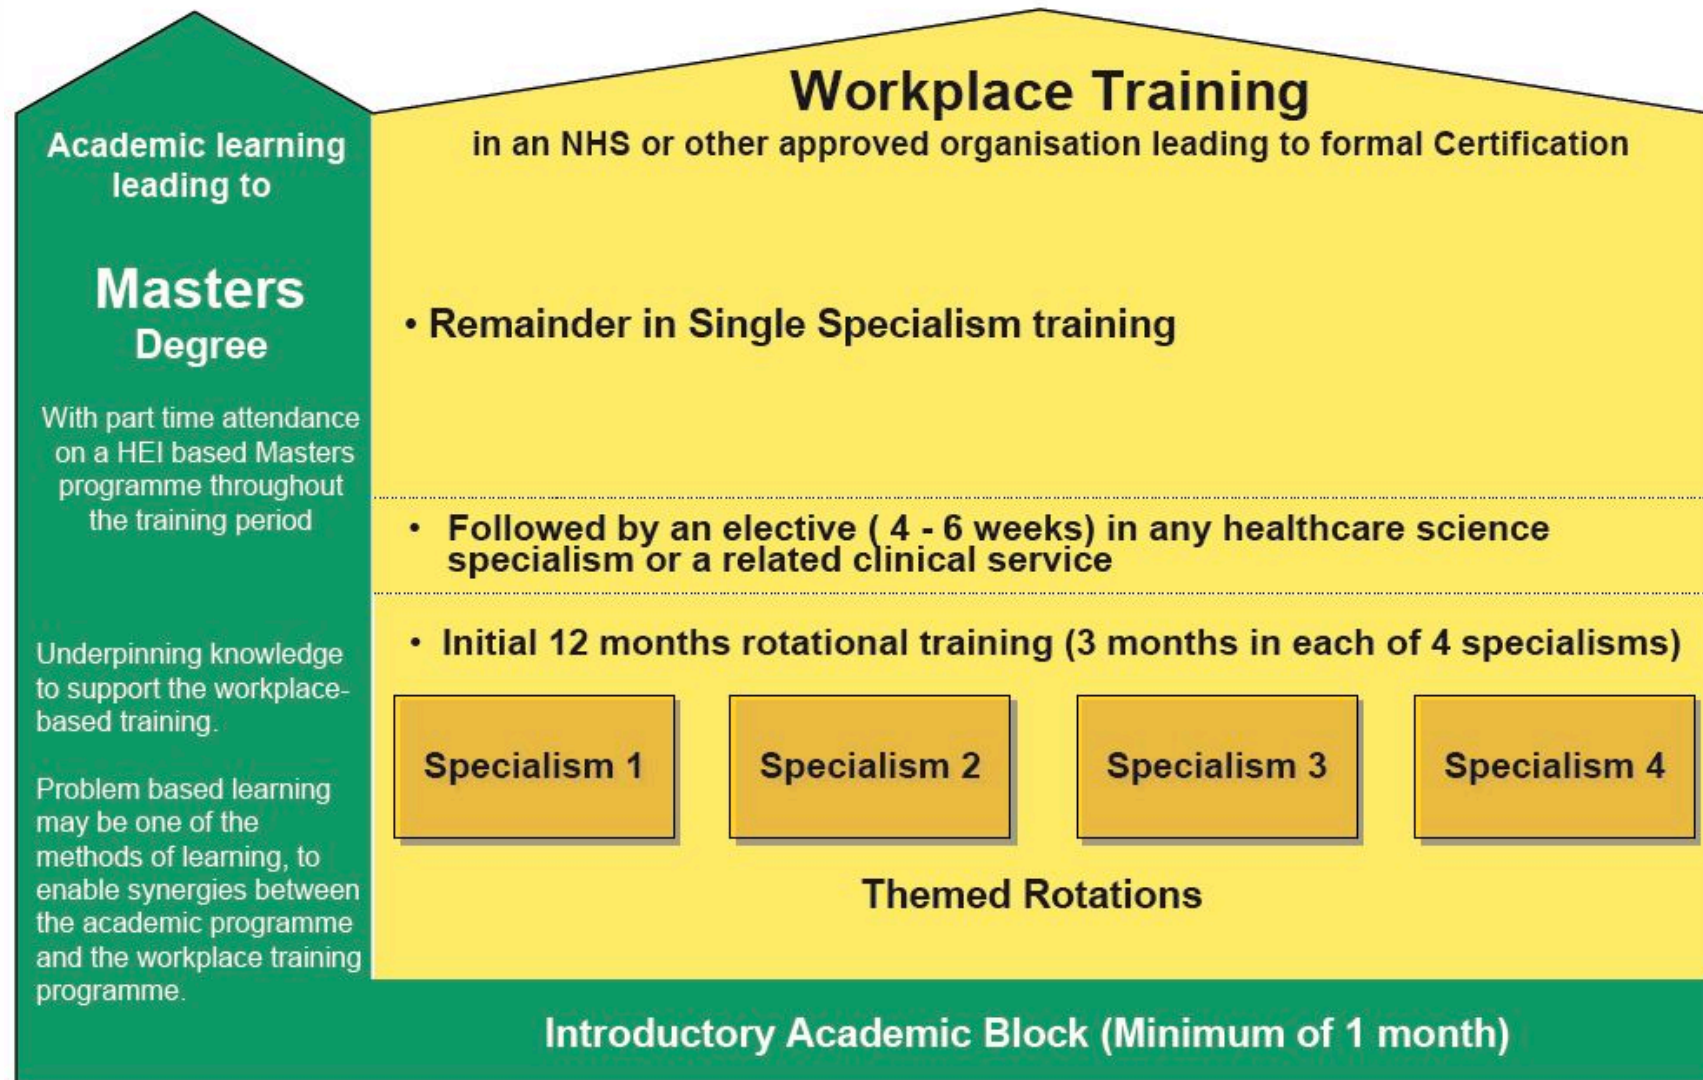 Academic learning
leading to
Masters
Degree
With part time attendance
on a HEI based Masters
programme throughout
the training period
Underpinning knowledge
to support the workplace-
based training.
Problem based learning
may be one of the
methods of learning, to
enable synergies between
the academic programme
and the workplace training
programme.
Workplace Training
in an NHS or other approved organisation leading to formal Certification
• Remainder in Single Specialism training
• Followed by an elective ( 4 - 6 weeks) in any healthcare science
specialism or a related clinical service
• Initial 12 months rotational training (3 months in each of 4 specialisms)
Specialism 1
Specialism 2
Specialism 3
Specialism 4
Themed Rotations
Introductory Academic Block (Minimum of 1 month)